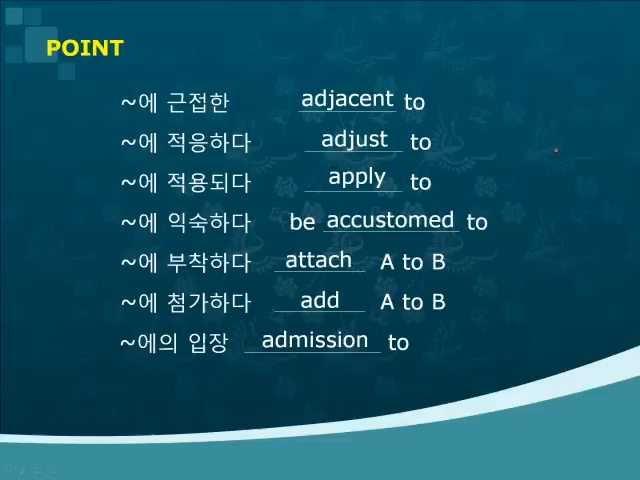 POINT
~에 근접한 adjacent to
~에 적응하다 adjust to
~에 적용되다 apply to
~에 익숙하다 be accustomed to
~에 부착하다 attach A to B
~에 첨가하다 add A to B
~에의 입장 admission to